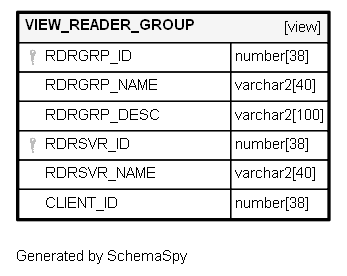 VIEW_READER_GROUP [view]
RDRGRP_ID number[38]
RDRGRP_NAME varchar2[40]
RDRGRP_DESC varchar2[100]
RDRSVR_ID number[38]
RDRSVR_NAME varchar2[40]
CLIENT_ID number[38]
Generated by SchemaSpy